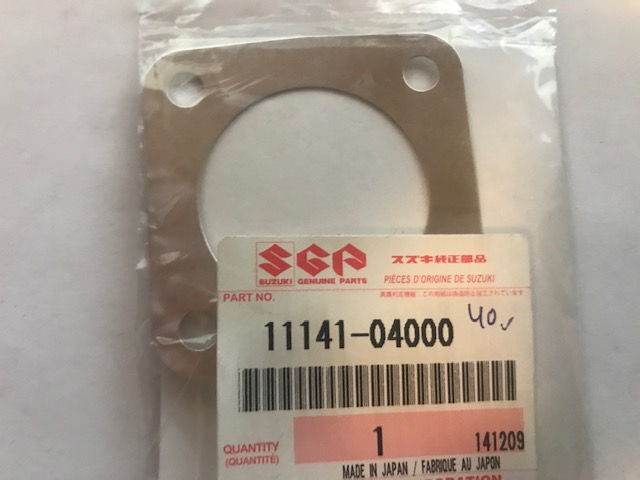 SGP スズキ純正部品
SUZUKI GENUINE PARTS PIÈCES D'ORIGINE DE SUZUKI
PART NO.
11141-04000 40
QUANTITY 1 141209
(QUANTITÉ)
MADE IN JAPAN / FABRIQUE AU JAPON